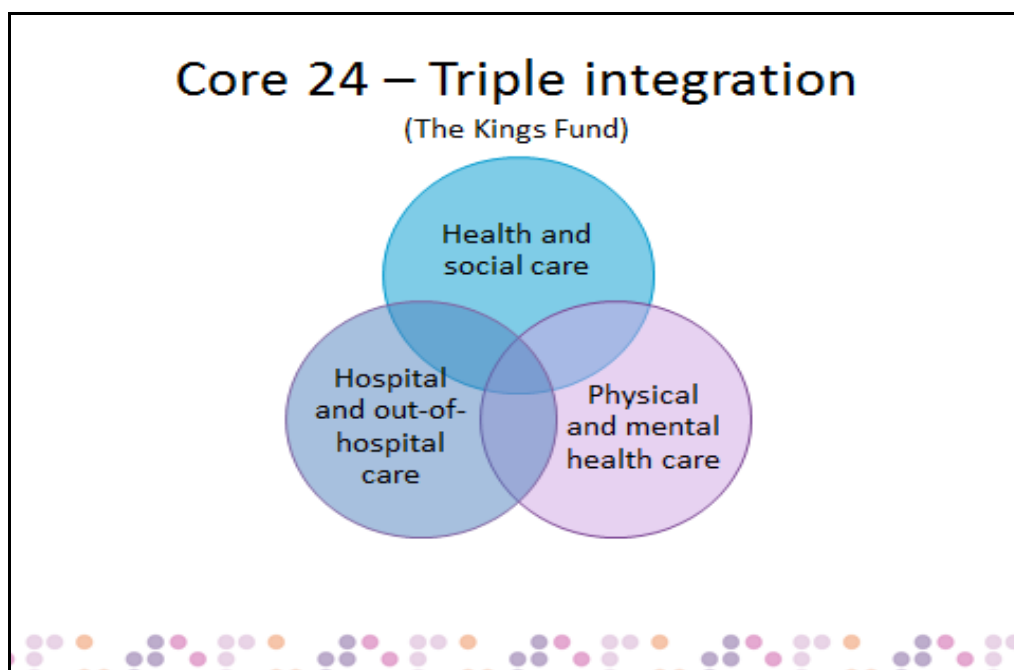 Core 24 – Triple integration
(The Kings Fund)
Health and
social care
Hospital
and out-of-
hospital
care
Physical
and mental
health care